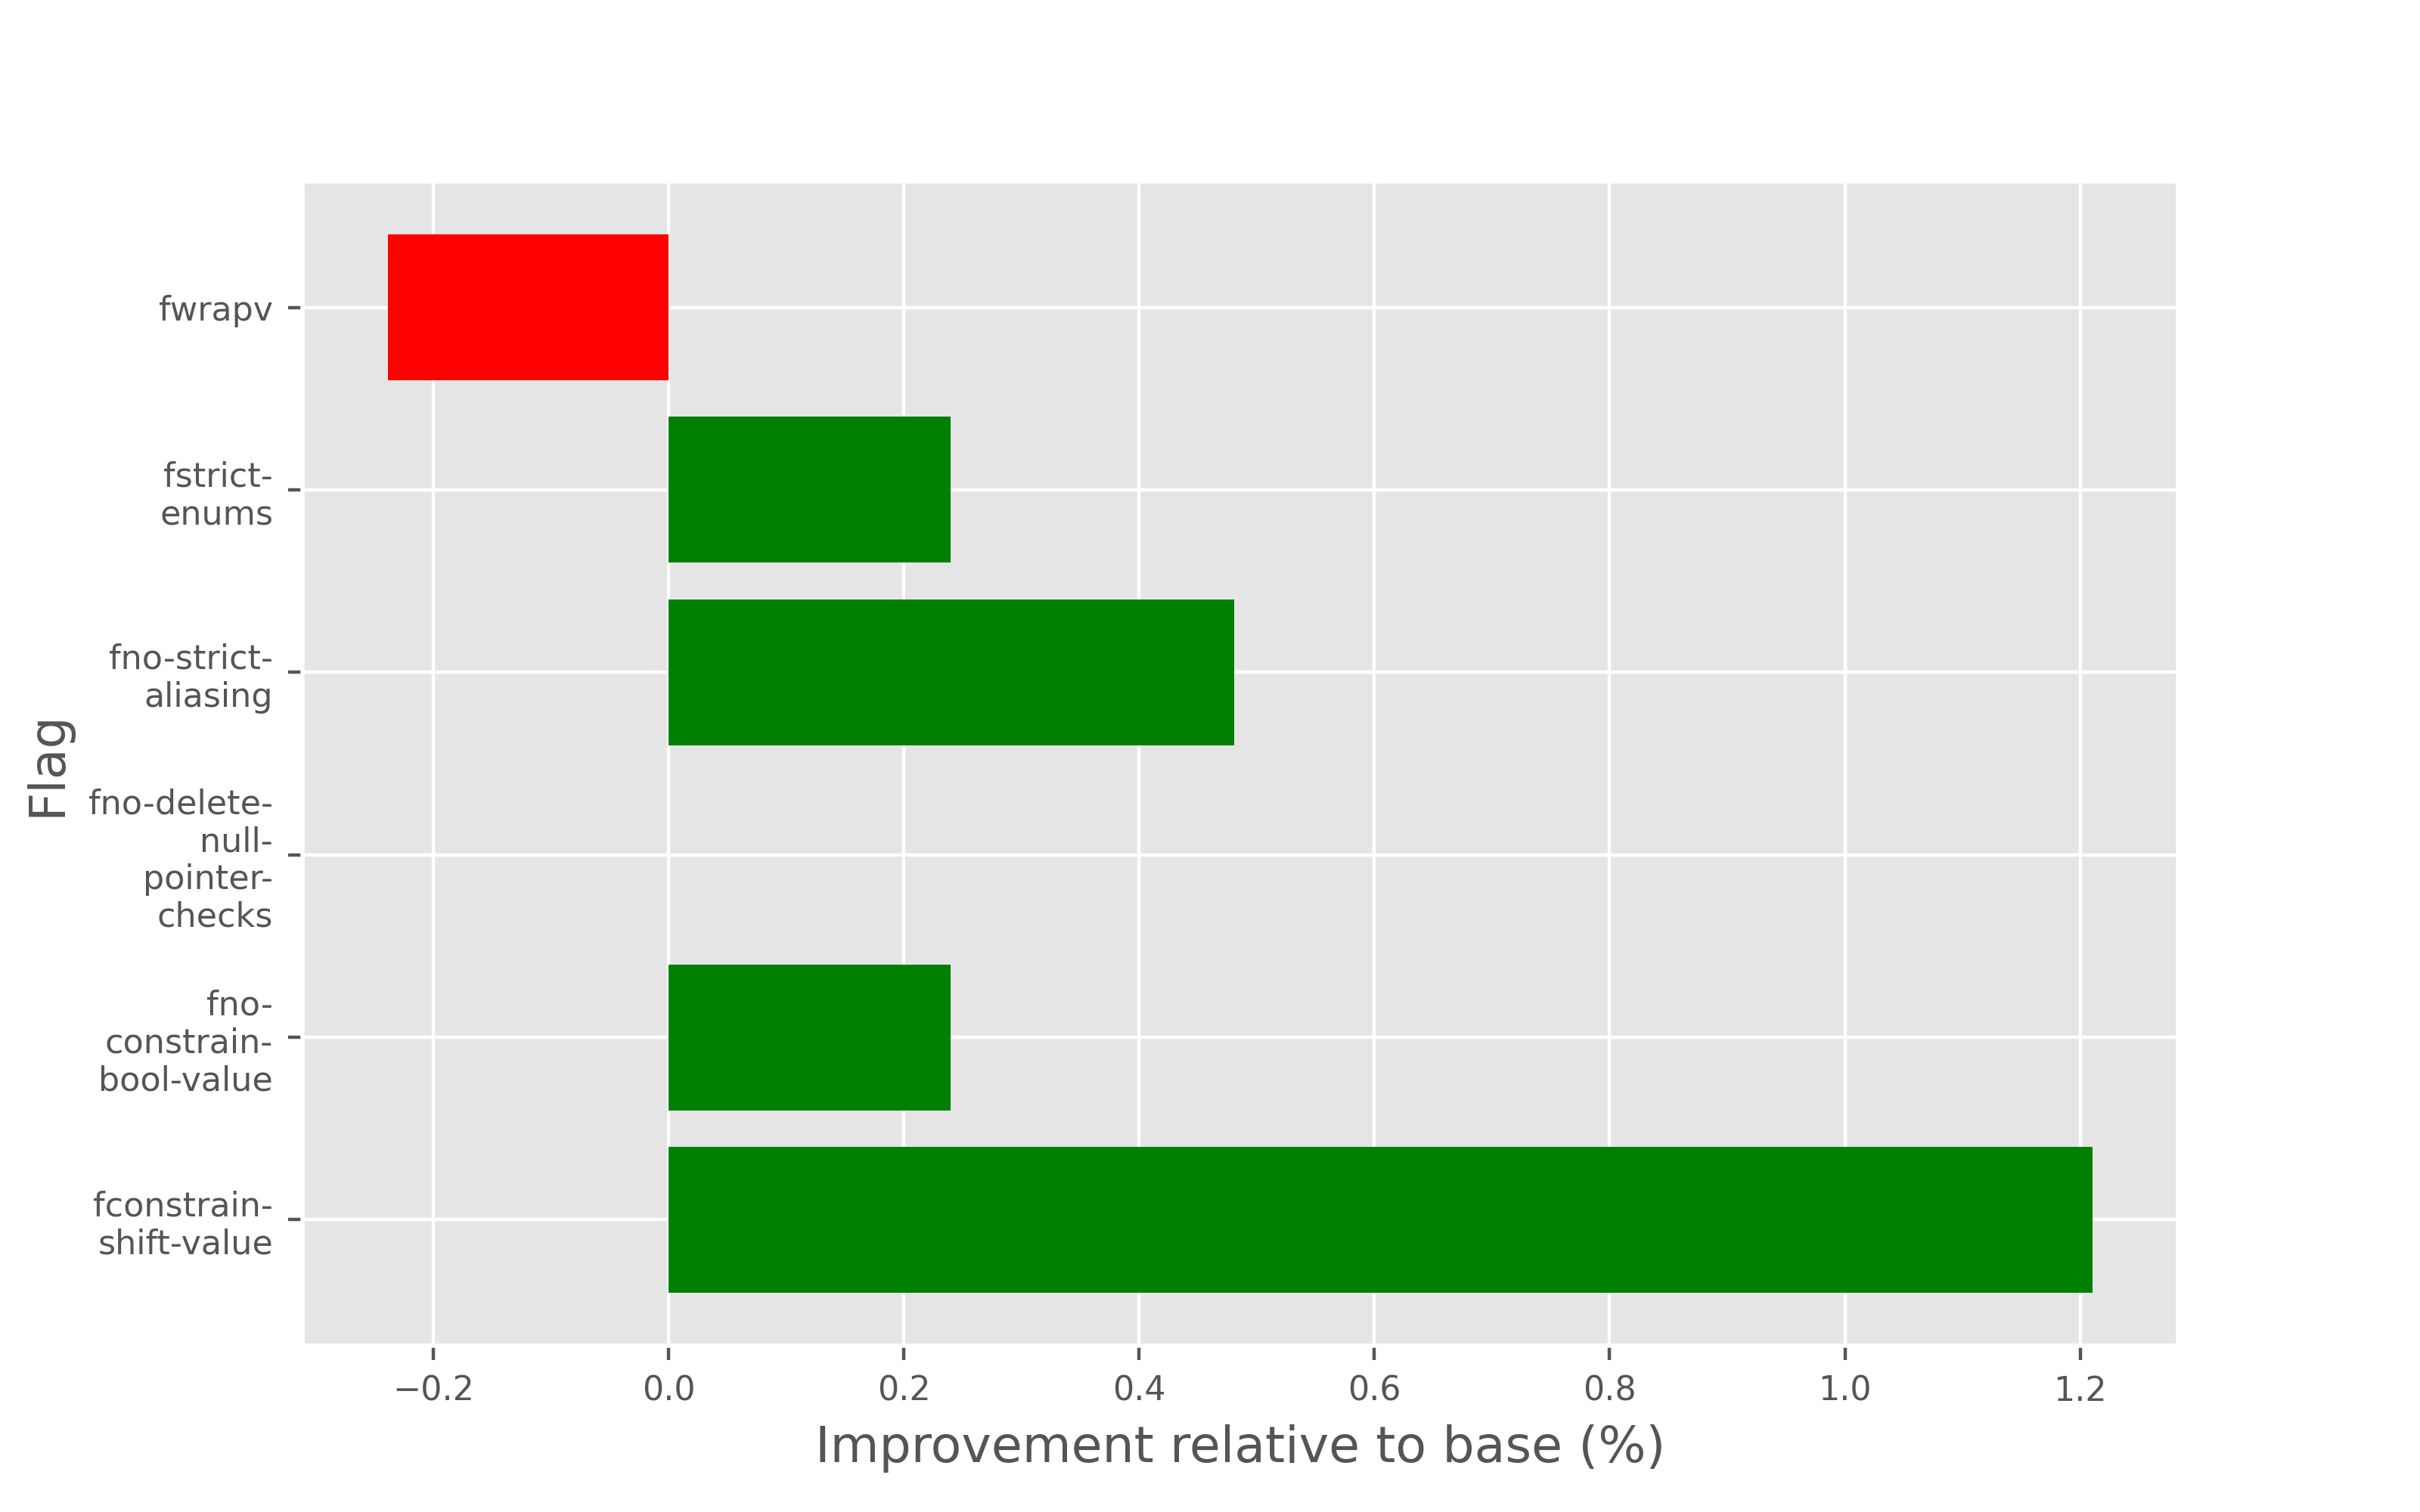 fwrapv
fstrict-
enums
fno-strict-
aliasing
Flag
fno-delete-
null-
pointer-
checks
fno-
constrain-
bool-value
fconstrain-
shift-value
−0.2 0.0 0.2 0.4 0.6 0.8 1.0 1.2
Improvement relative to base (%)